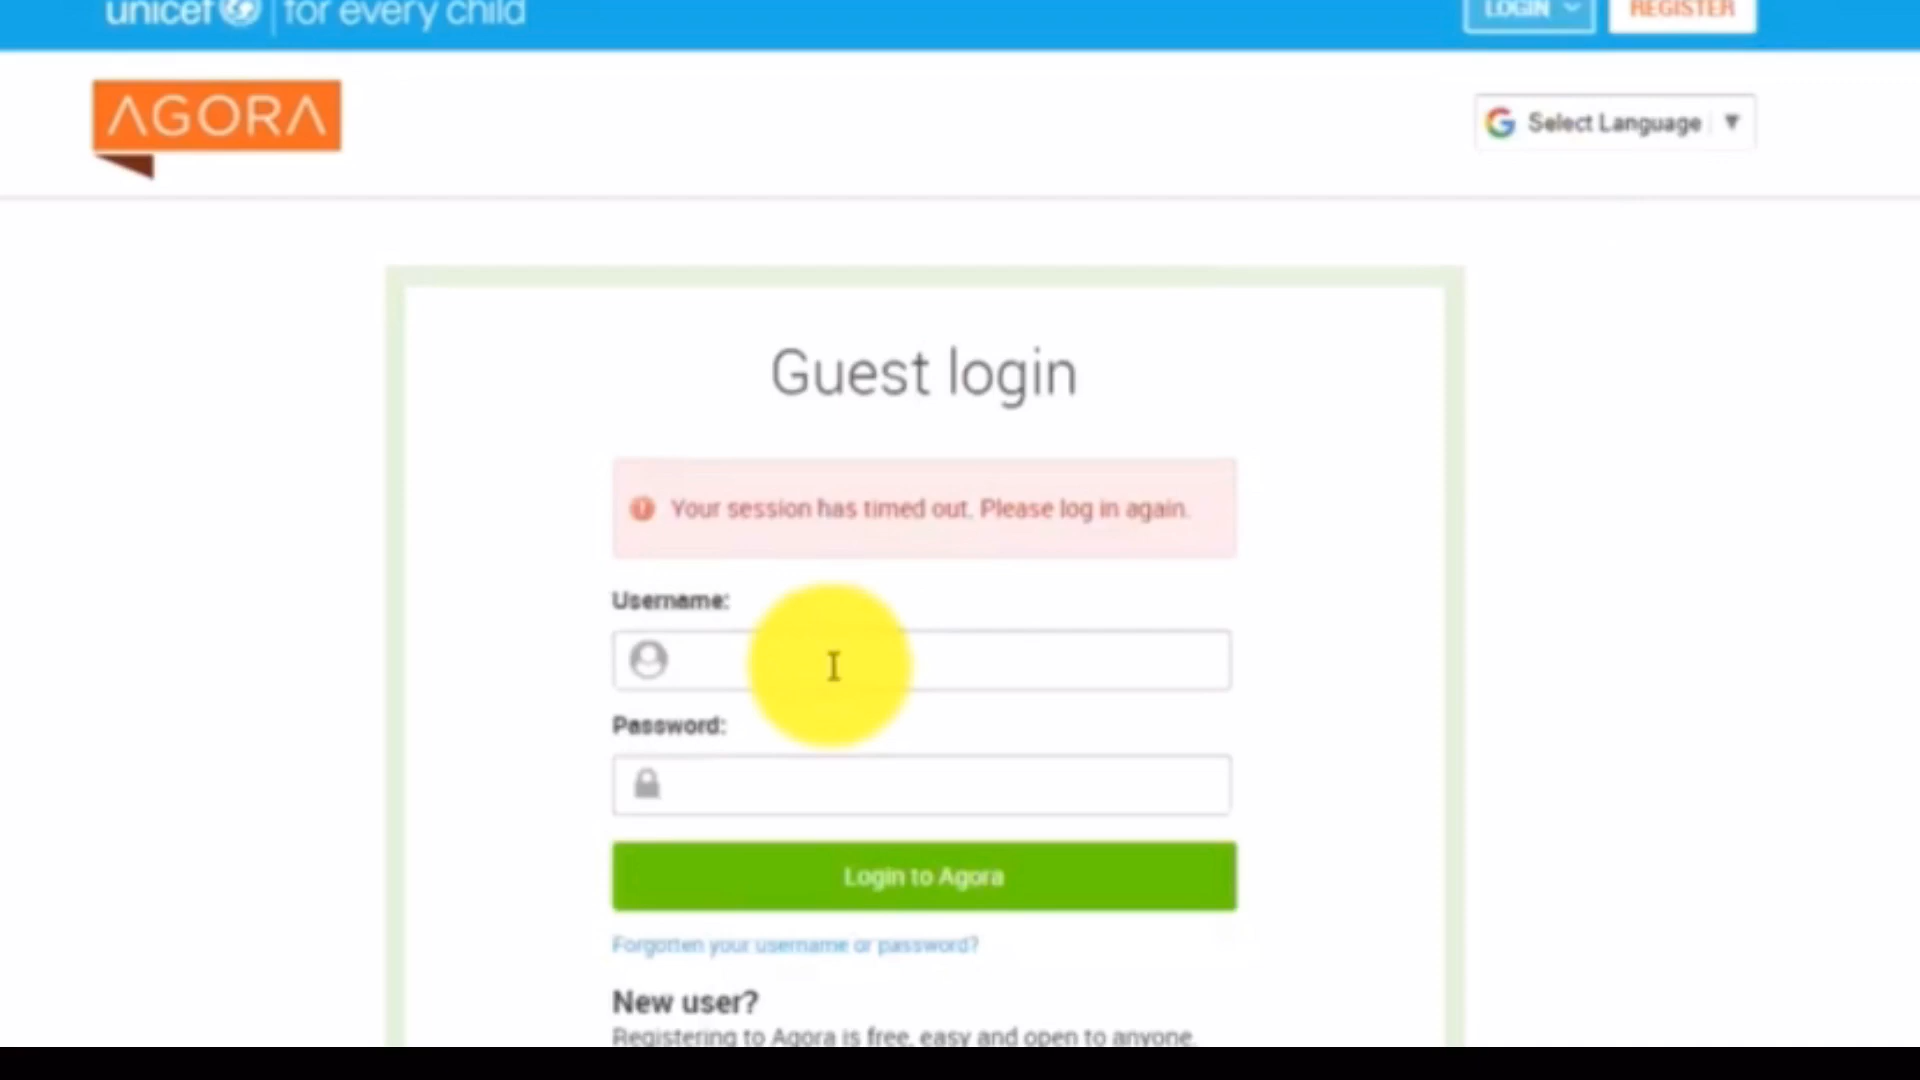 unicef for every child
LOGIN
REGISTER
AGORA
Select Language
Guest login
Your session has timed out. Please log in again.
Username:
Password:
Login to Agora
Forgotten your username or password?
New user?
Registering to Agora is free, easy and open to anyone.